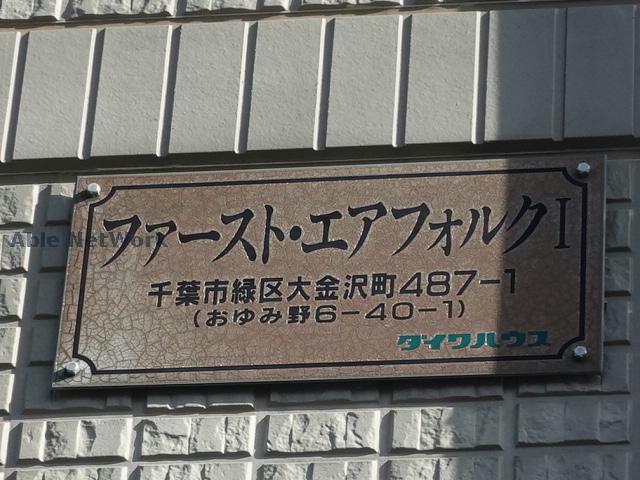 ファースト・エアフォルクⅠ
千葉市緑区大金沢町487-1
(おゆみ野6-40-1)
ダイワハウス
Able NetWork